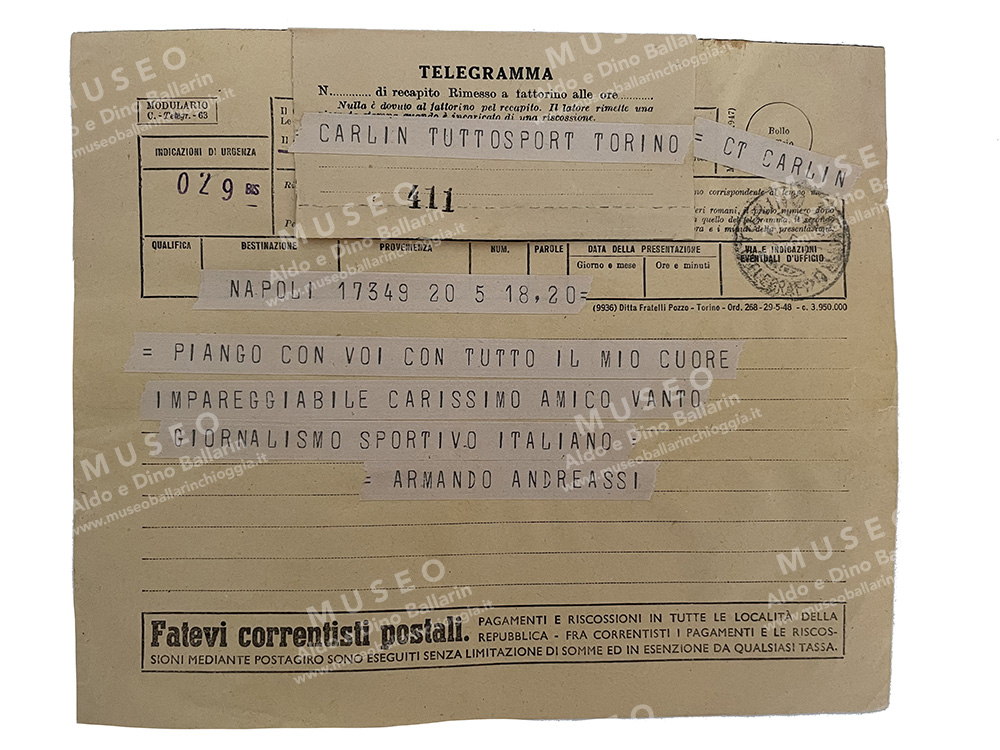 TELEGRAMMA
N. di recapito Rimesso a fattorino alle ore
Nulla è dovuto al fattorino pel recapito. Il latore rimette una
è incaricato di una riscossione.
MODULARIO
C.-Telegr.-63
= CARLIN TUTTOSPORT TORINO = CT CARLIN
Bollo
INDICAZIONI DI URGENZA
029 BIS
411
QUALIFICA DESTINAZIONE PROVENIENZA NUM. PAROLE DATA DELLA PRESENTAZIONE VIA E INDICAZIONI EVENTUALI D'UFFICIO
Giorno e mese Ore e minuti
NAPOLI 17349 20 5 18,20=
(9936) Ditta Fratelli Pozzo - Torino - Ord. 268-29-5-48 - c. 3.950.000
= PIANGO CON VOI CON TUTTO IL MIO CUORE
IMPAREGGIABILE CARISSIMO AMICO VANTO
GIORNALISMO SPORTIVO ITALIANO =
= ARMANDO ANDREASSI
Fatevi correntisti postali. PAGAMENTI E RISCOSSIONI IN TUTTE LE LOCALITÀ DELLA
REPUBBLICA - FRA CORRENTISTI I PAGAMENTI E LE RISCOS-
SIONI MEDIANTE POSTAGIRO SONO ESEGUITI SENZA LIMITAZIONE DI SOMME ED IN ESENZIONE DA QUALSIASI TASSA.
MUSEO
Aldo e Dino Ballarin
www.museoballarinchioggia.it